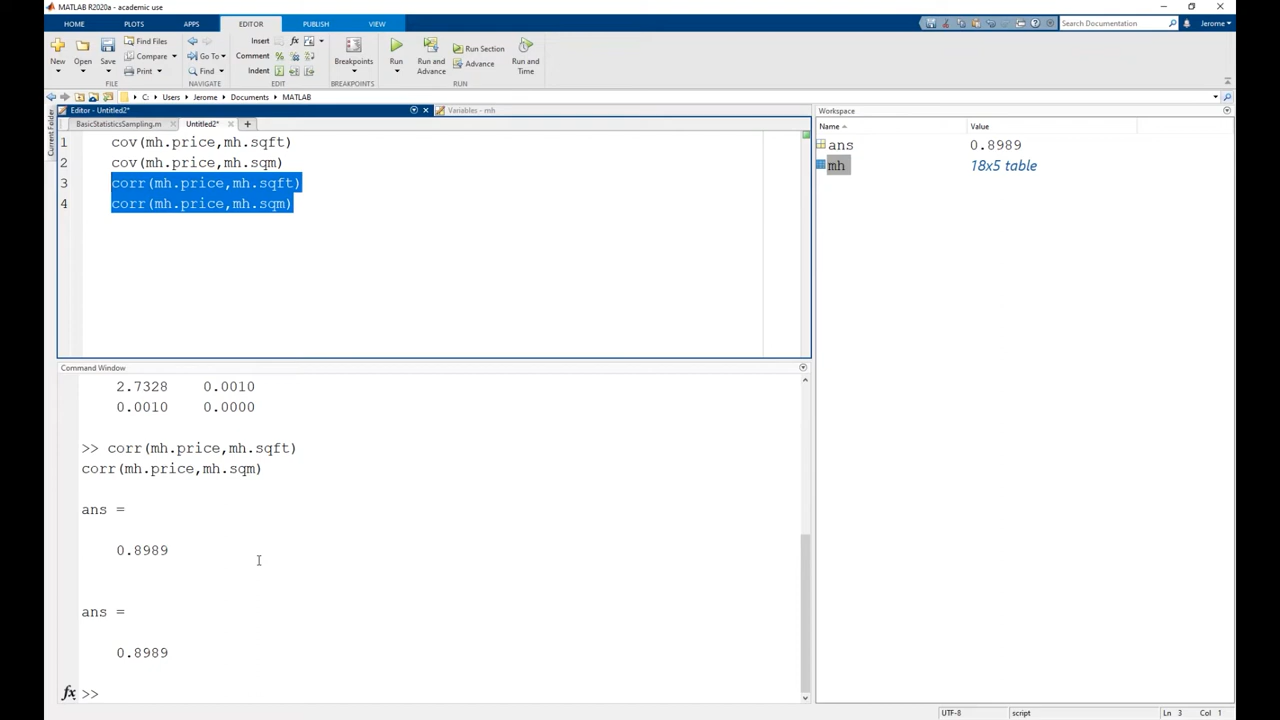 MATLAB R2020a - academic use
HOME PLOTS APPS EDITOR PUBLISH VIEW
Search Documentation
Jerome
New
Open
Save
Find Files
Compare
Print
FILE
Go To
Find
NAVIGATE
Insert
fx
Comment
Indent
EDIT
Breakpoints
BREAKPOINTS
Run
Run and
Advance
Run Section
Advance
Run and
Time
RUN
C: Users Jerome Documents MATLAB
Current Folder
Editor - Untitled2*
Variables - mh
BasicStatisticsSampling.m
Untitled2*
1 cov(mh.price,mh.sqft)
2 cov(mh.price,mh.sqm)
3 corr(mh.price,mh.sqft)
4 corr(mh.price,mh.sqm)
Command Window
2.7328 0.0010
0.0010 0.0000
>> corr(mh.price,mh.sqft)
corr(mh.price,mh.sqm)
ans =
0.8989
ans =
0.8989
fx >>
Workspace
Name Value
ans 0.8989
mh 18x5 table
UTF-8 script Ln 3 Col 1